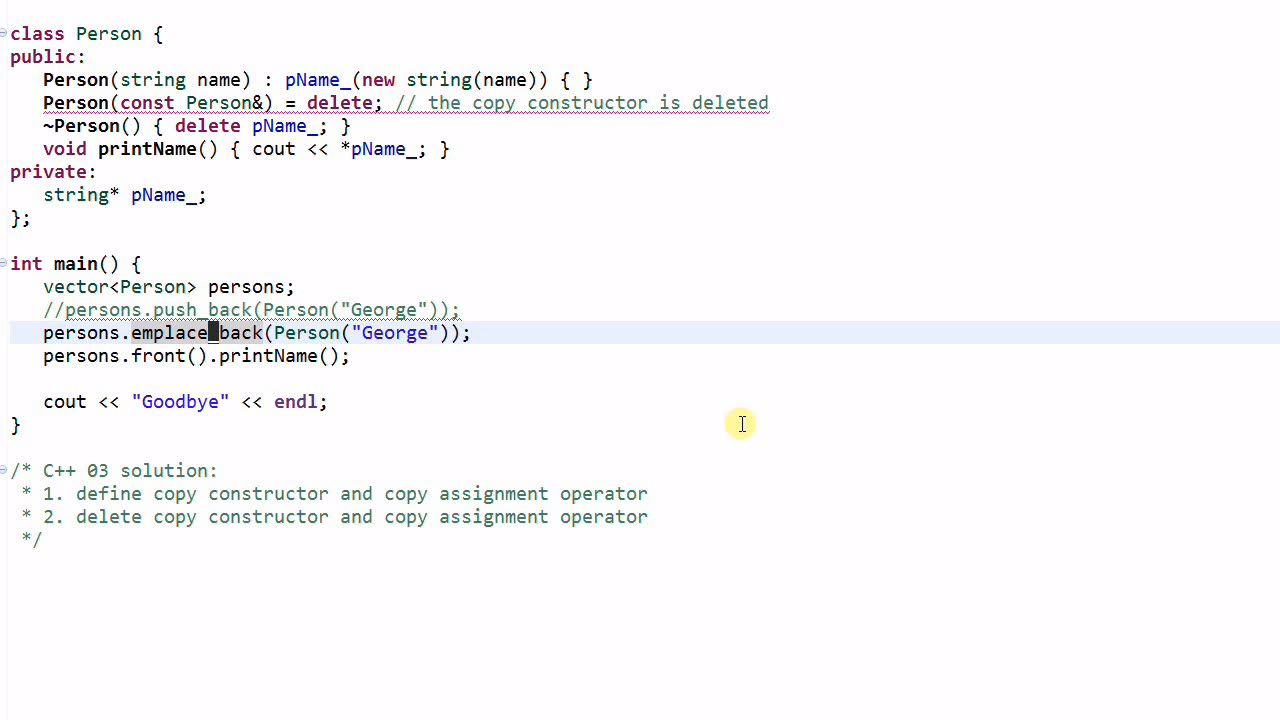 class Person {
public:
   Person(string name) : pName_(new string(name)) { }
   Person(const Person&) = delete; // the copy constructor is deleted
   ~Person() { delete pName_; }
   void printName() { cout << *pName_; }
private:
   string* pName_;
};
int main() {
   vector<Person> persons;
   //persons.push_back(Person("George"));
   persons.emplace_back(Person("George"));
   persons.front().printName();
   cout << "Goodbye" << endl;
}
/* C++ 03 solution:
 * 1. define copy constructor and copy assignment operator
 * 2. delete copy constructor and copy assignment operator
 */